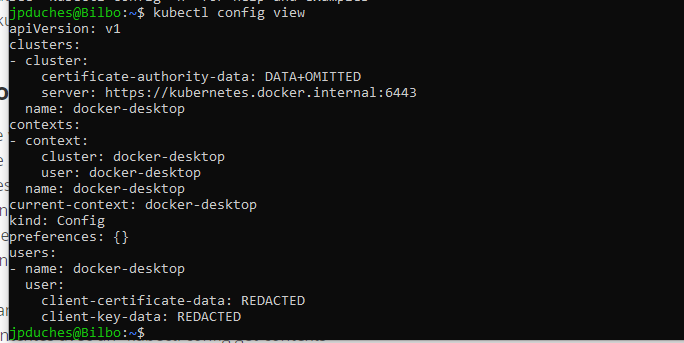 jpduches@Bilbo:~$ kubectl config view
apiVersion: v1
clusters:
- cluster:
    certificate-authority-data: DATA+OMITTED
    server: https://kubernetes.docker.internal:6443
  name: docker-desktop
contexts:
- context:
    cluster: docker-desktop
    user: docker-desktop
  name: docker-desktop
current-context: docker-desktop
kind: Config
preferences: {}
users:
- name: docker-desktop
  user:
    client-certificate-data: REDACTED
    client-key-data: REDACTED
jpduches@Bilbo:~$